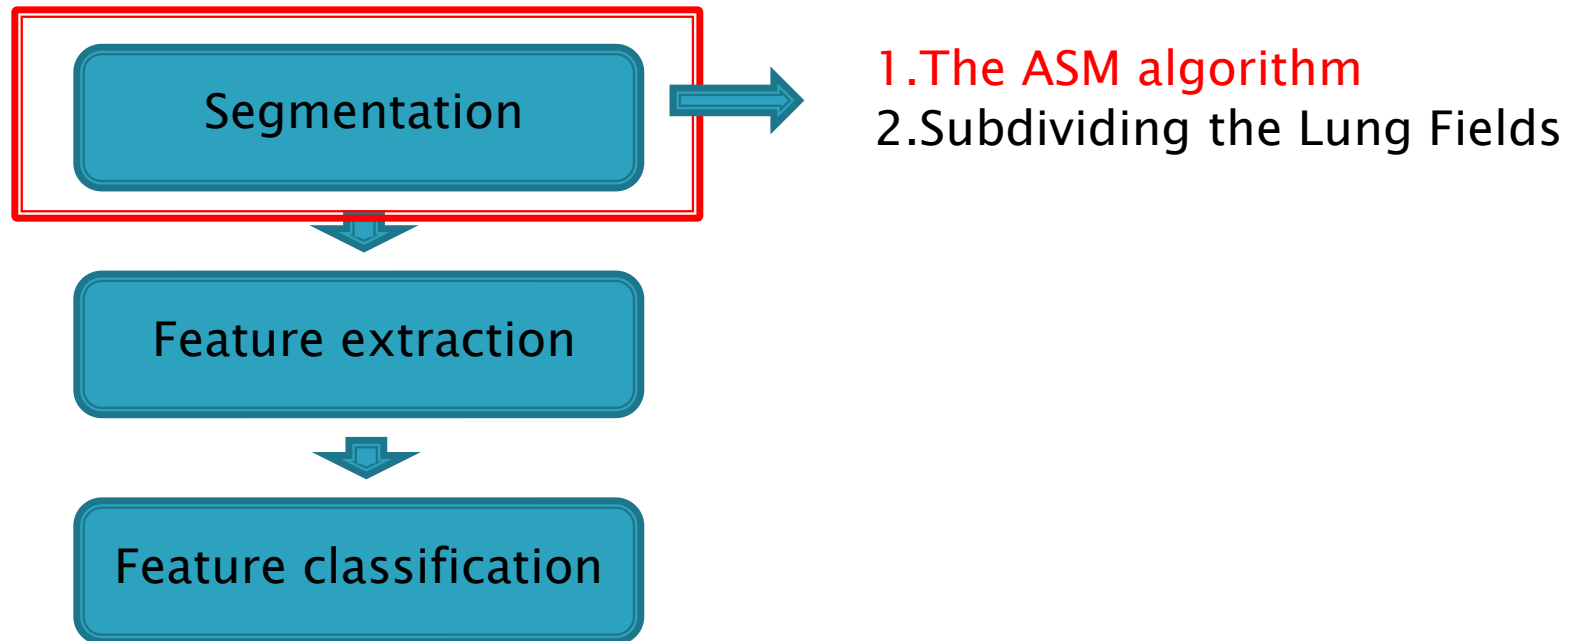 Segmentation
1.The ASM algorithm
2.Subdividing the Lung Fields
Feature extraction
Feature classification